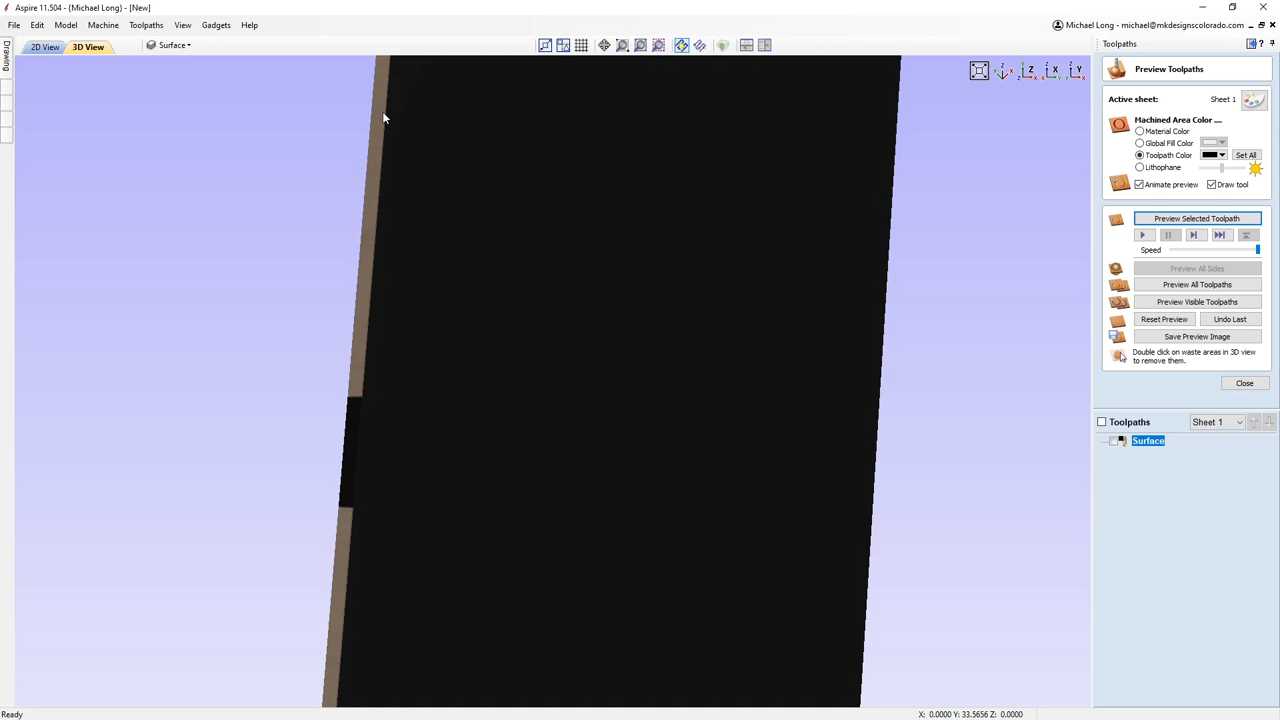 Aspire 11.504 - {Michael Long} - [New]
File Edit Model Machine Toolpaths View Gadgets Help
Michael Long - michael@mkdesignscolorado.com
2D View 3D View Surface
Drawing
Z X Y
Toolpaths
Preview Toolpaths
Active sheet: Sheet 1
Machined Area Color ....
Material Color
Global Fill Color
Toolpath Color Set All
Lithophane
Animate preview Draw tool
Preview Selected Toolpath
Speed
Preview All Sides
Preview All Toolpaths
Preview Visible Toolpaths
Reset Preview Undo Last
Save Preview Image
Double click on waste areas in 3D view
to remove them.
Close
Toolpaths Sheet 1
Surface
Ready
X: 0.0000 Y: 33.5656 Z: 0.0000